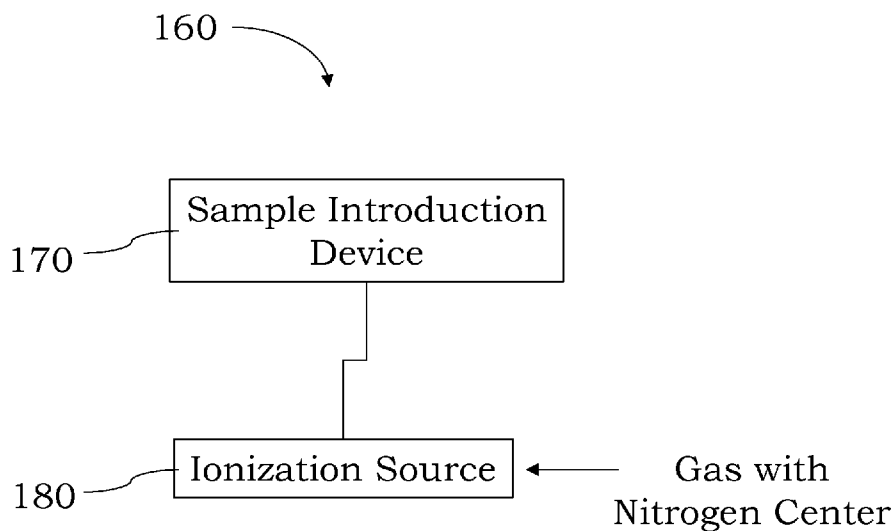 160
Sample Introduction
Device
170
Ionization Source
180
Gas with
Nitrogen Center